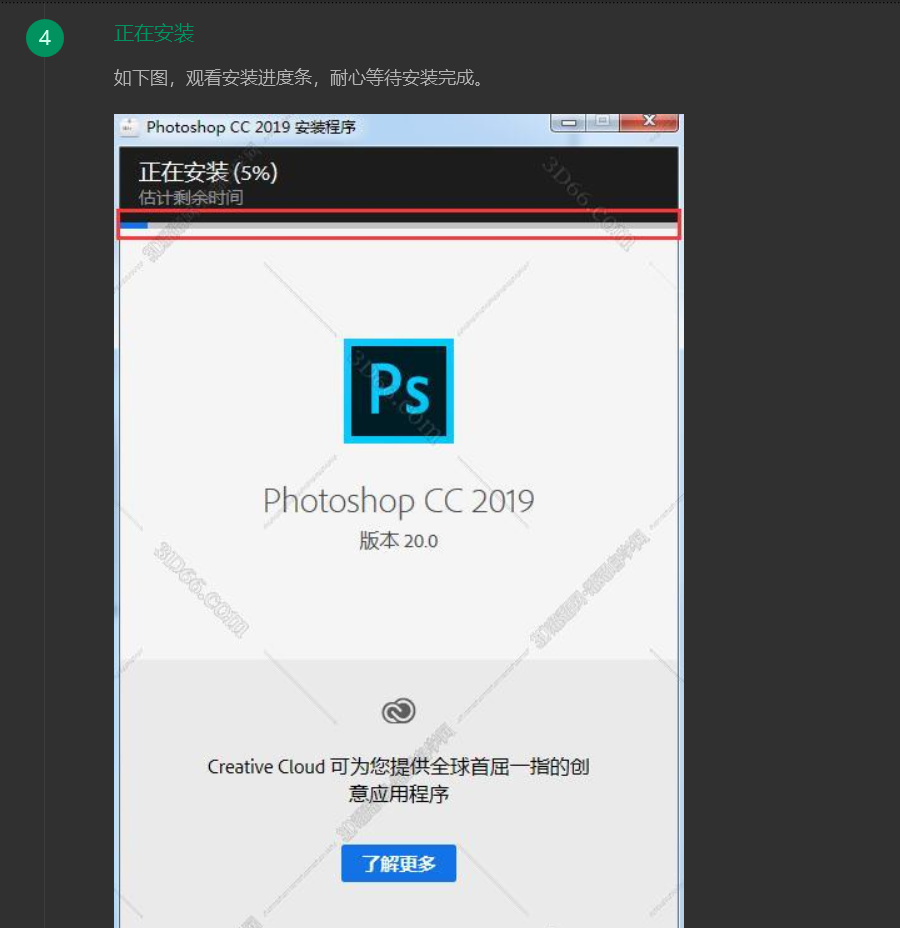 4
正在安装
如下图，观看安装进度条，耐心等待安装完成。
Photoshop CC 2019 安装程序
正在安装 (5%)
估计剩余时间
3D66.com
Ps
3D66.com
Photoshop CC 2019
版本 20.0
3D66.com
Creative Cloud 可为您提供全球首屈一指的创
意应用程序
了解更多